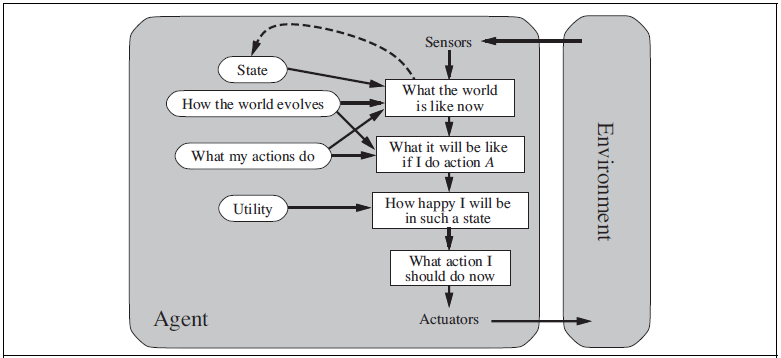 Sensors
State
What the world
is like now
How the world evolves
What it will be like
if I do action A
What my actions do
How happy I will be
in such a state
Utility
What action I
should do now
Agent
Actuators
Environment